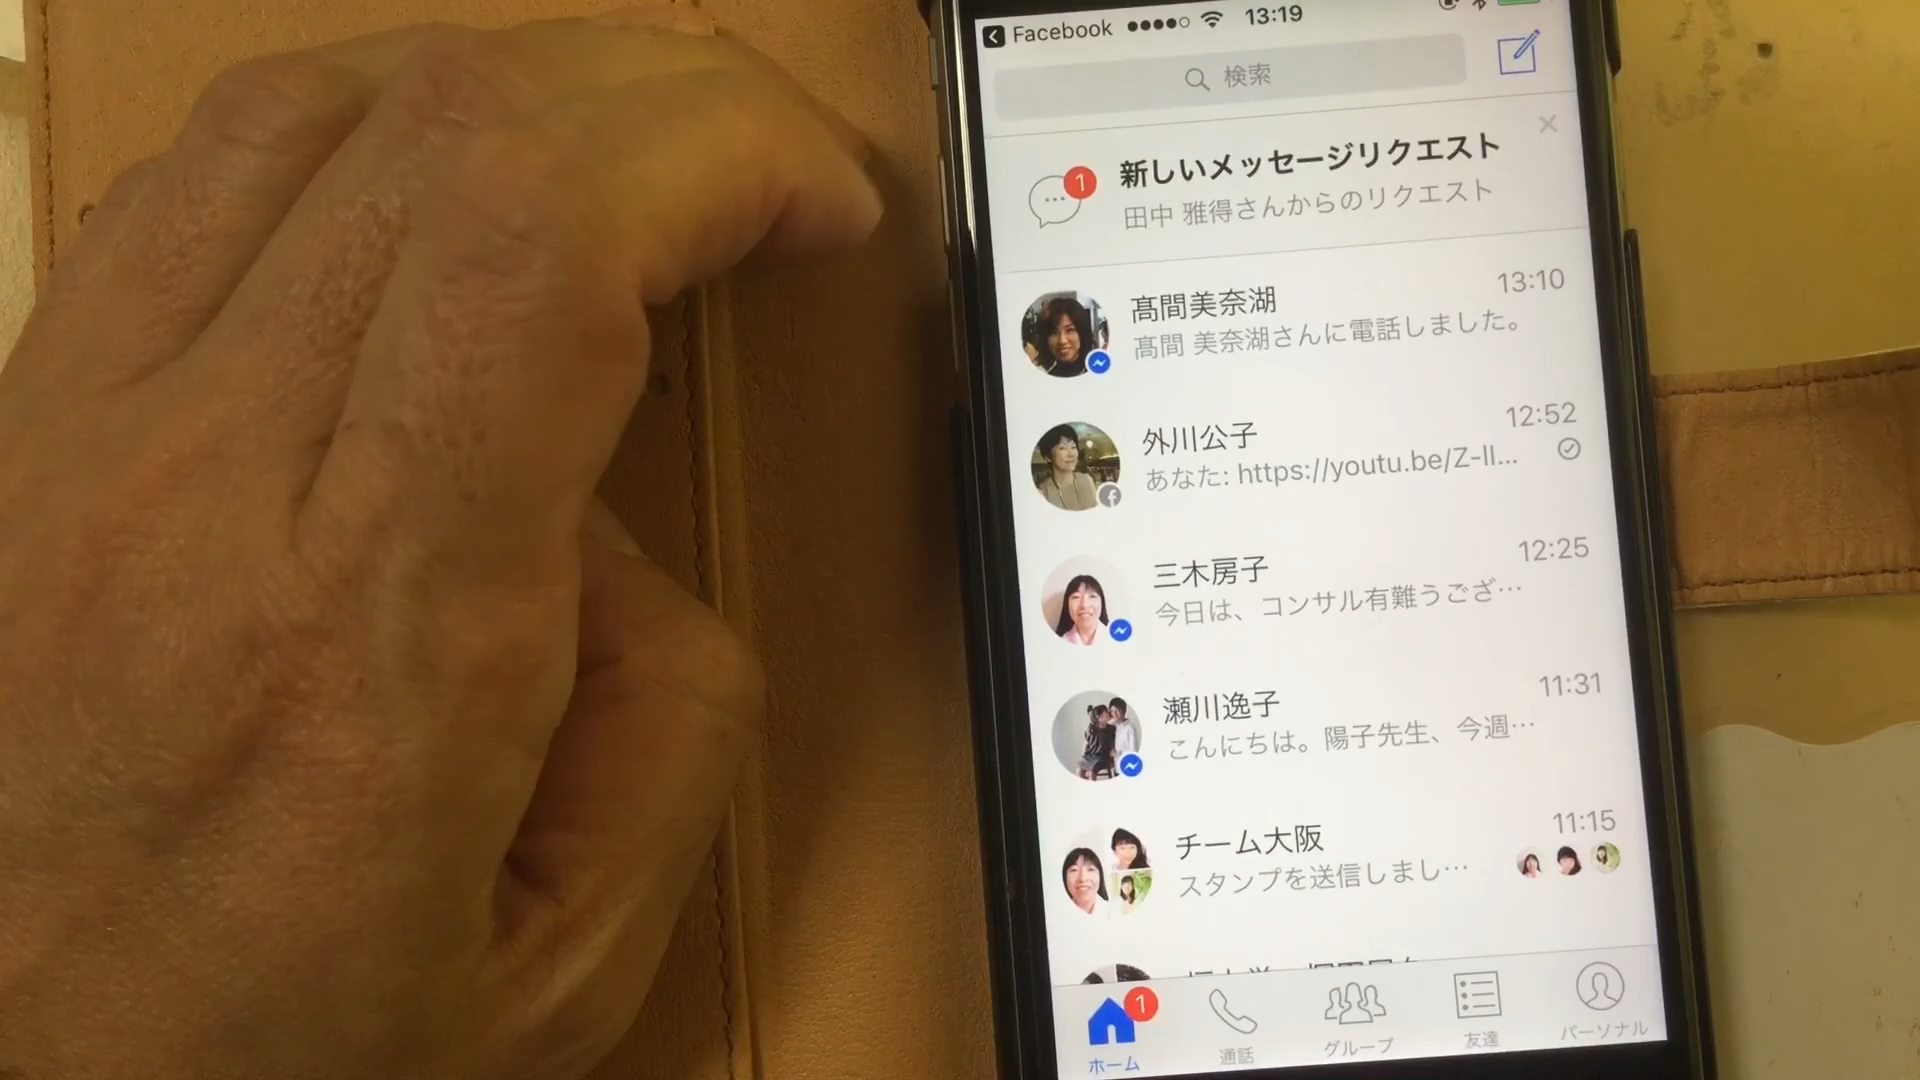 Facebook 13:19
検索
新しいメッセージリクエスト
1
田中 雅得さんからのリクエスト
髙間美奈湖 13:10
髙間 美奈湖さんに電話しました。
外川公子 12:52
あなた: https://youtu.be/Z-II...
三木房子 12:25
今日は、コンサル有難うござ…
瀬川逸子 11:31
こんにちは。陽子先生、今週…
チーム大阪 11:15
スタンプを送信しまし…
1
ホーム 通話 グループ 友達 パーソナル